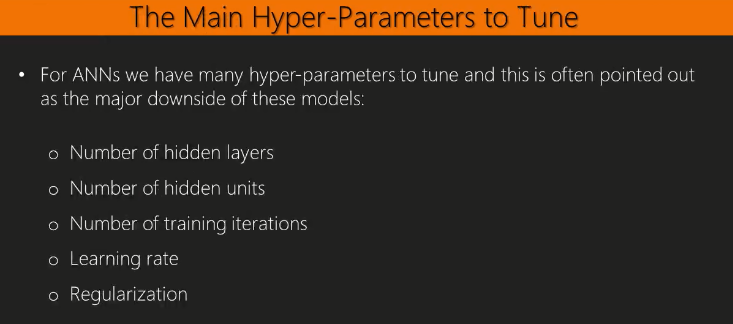 The Main Hyper-Parameters to Tune
• For ANNs we have many hyper-parameters to tune and this is often pointed out
as the major downside of these models:
o Number of hidden layers
o Number of hidden units
o Number of training iterations
o Learning rate
o Regularization